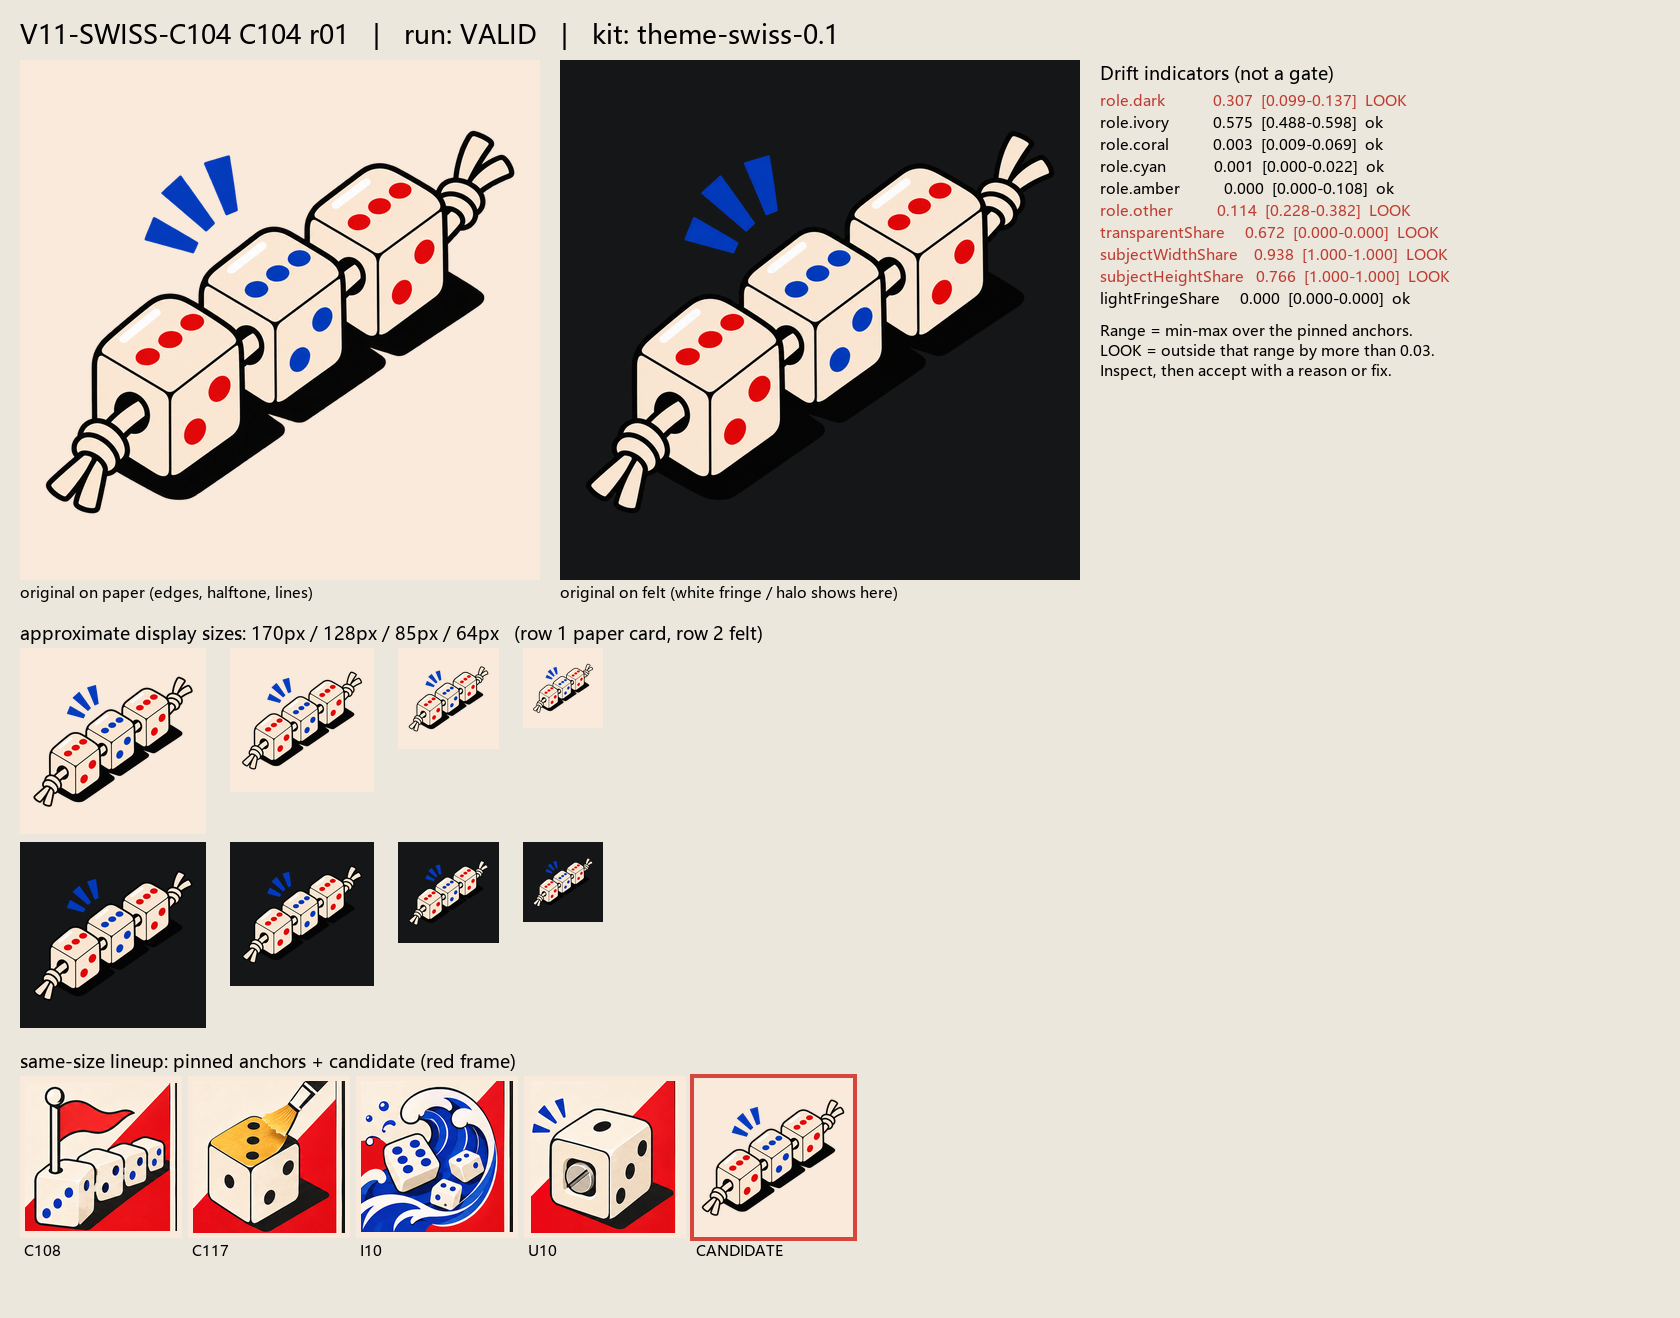 V11-SWISS-C104 C104 r01 | run: VALID | kit: theme-swiss-0.1
Drift indicators (not a gate)
role.dark 0.307 [0.099-0.137] LOOK
role.ivory 0.575 [0.488-0.598] ok
role.coral 0.003 [0.009-0.069] ok
role.cyan 0.001 [0.000-0.022] ok
role.amber 0.000 [0.000-0.108] ok
role.other 0.114 [0.228-0.382] LOOK
transparentShare 0.672 [0.000-0.000] LOOK
subjectWidthShare 0.938 [1.000-1.000] LOOK
subjectHeightShare 0.766 [1.000-1.000] LOOK
lightFringeShare 0.000 [0.000-0.000] ok
Range = min-max over the pinned anchors.
LOOK = outside that range by more than 0.03.
Inspect, then accept with a reason or fix.
original on paper (edges, halftone, lines)
original on felt (white fringe / halo shows here)
approximate display sizes: 170px / 128px / 85px / 64px (row 1 paper card, row 2 felt)
same-size lineup: pinned anchors + candidate (red frame)
C108
C117
I10
U10
CANDIDATE